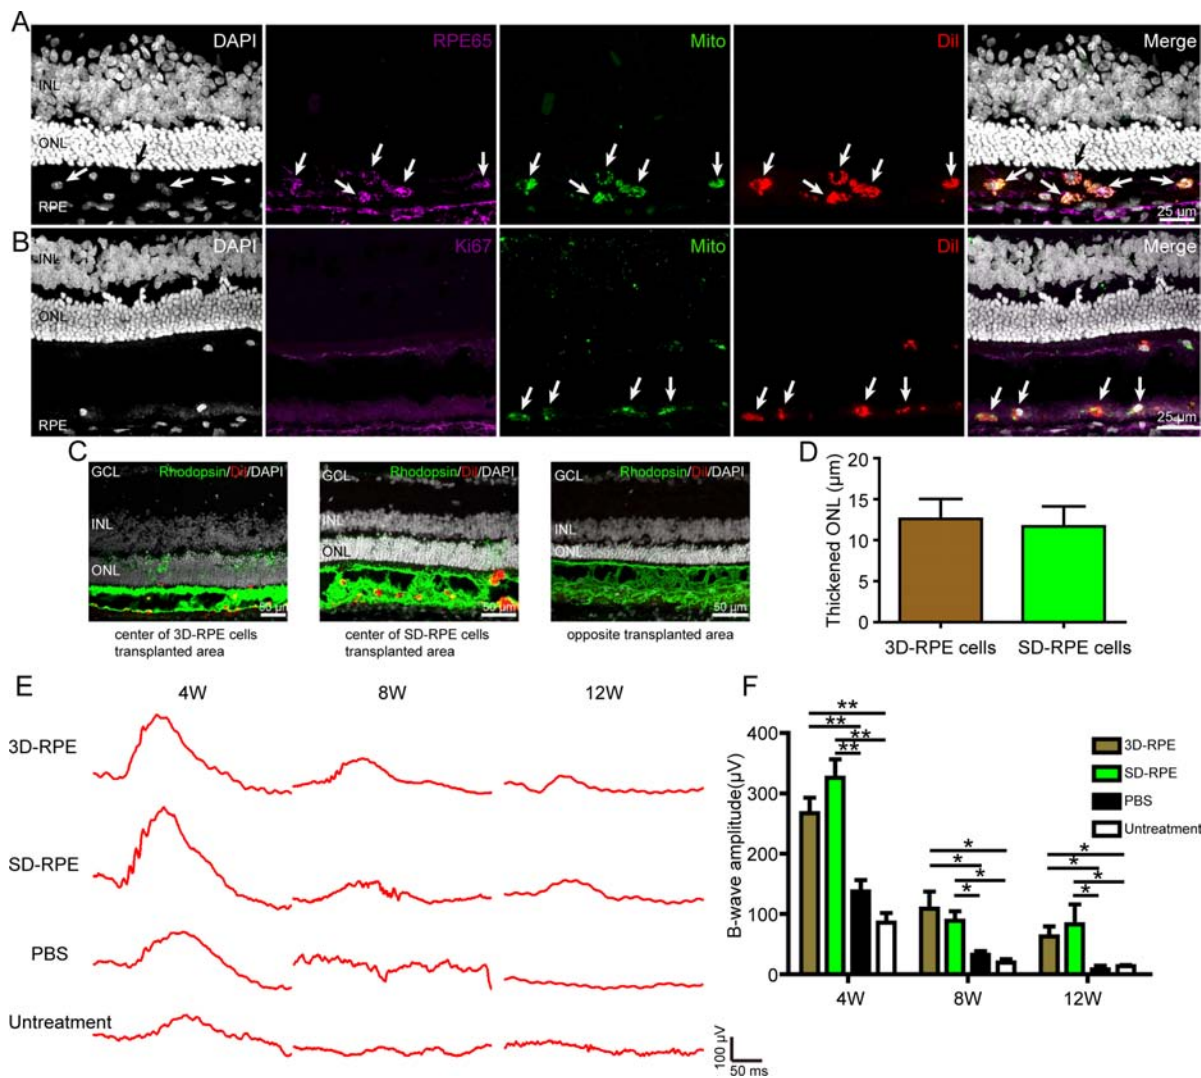 A
DAPI
RPE65
Mito
DiI
Merge
INL
ONL
RPE
25 µm
B
DAPI
Ki67
Mito
DiI
Merge
INL
ONL
RPE
25 µm
C
GCL
Rhodopsin/DiI/DAPI
INL
ONL
50 µm
center of 3D-RPE cells
transplanted area
GCL
Rhodopsin/DiI/DAPI
INL
ONL
50 µm
center of SD-RPE cells
transplanted area
GCL
Rhodopsin/DiI/DAPI
INL
ONL
50 µm
opposite transplanted area
D
Thickened ONL (µm)
20
15
10
5
0
3D-RPE cells
SD-RPE cells
E
4W
8W
12W
3D-RPE
SD-RPE
PBS
Untreatment
100 µV
50 ms
F
B-wave amplitude(µV)
400
300
200
100
0
**
**
**
**
*
*
*
*
*
*
*
*
4W
8W
12W
3D-RPE
SD-RPE
PBS
Untreatment